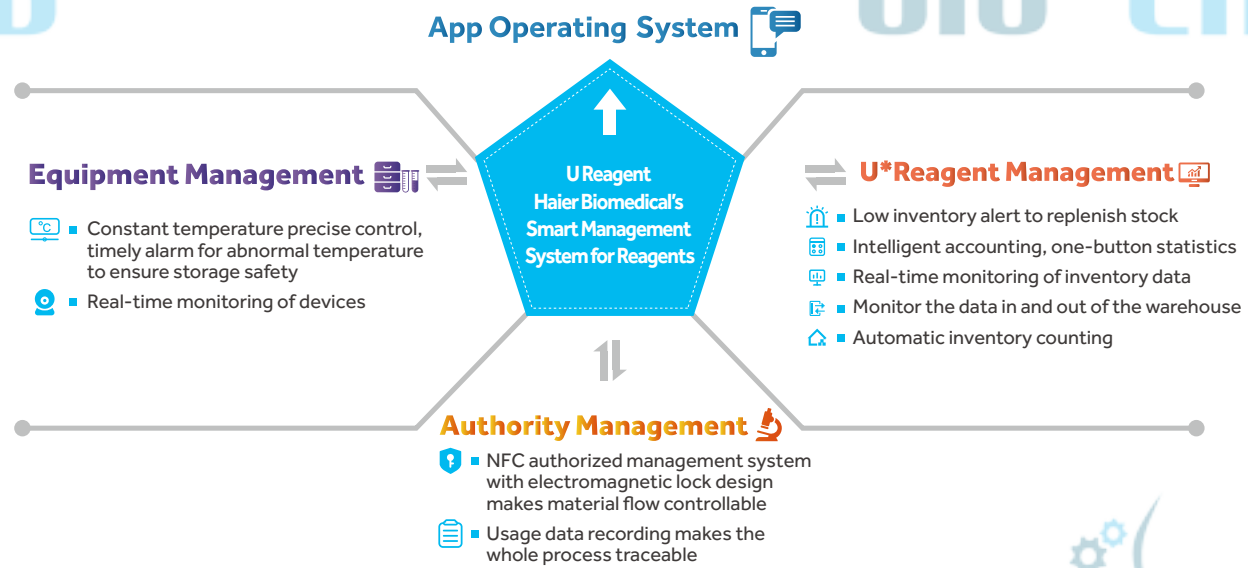 App Operating System
U Reagent
Haier Biomedical's
Smart Management
System for Reagents
Equipment Management
°C
Constant temperature precise control,
timely alarm for abnormal temperature
to ensure storage safety
Real-time monitoring of devices
U*Reagent Management
Low inventory alert to replenish stock
Intelligent accounting, one-button statistics
Real-time monitoring of inventory data
Monitor the data in and out of the warehouse
Automatic inventory counting
Authority Management
NFC authorized management system
with electromagnetic lock design
makes material flow controllable
Usage data recording makes the
whole process traceable